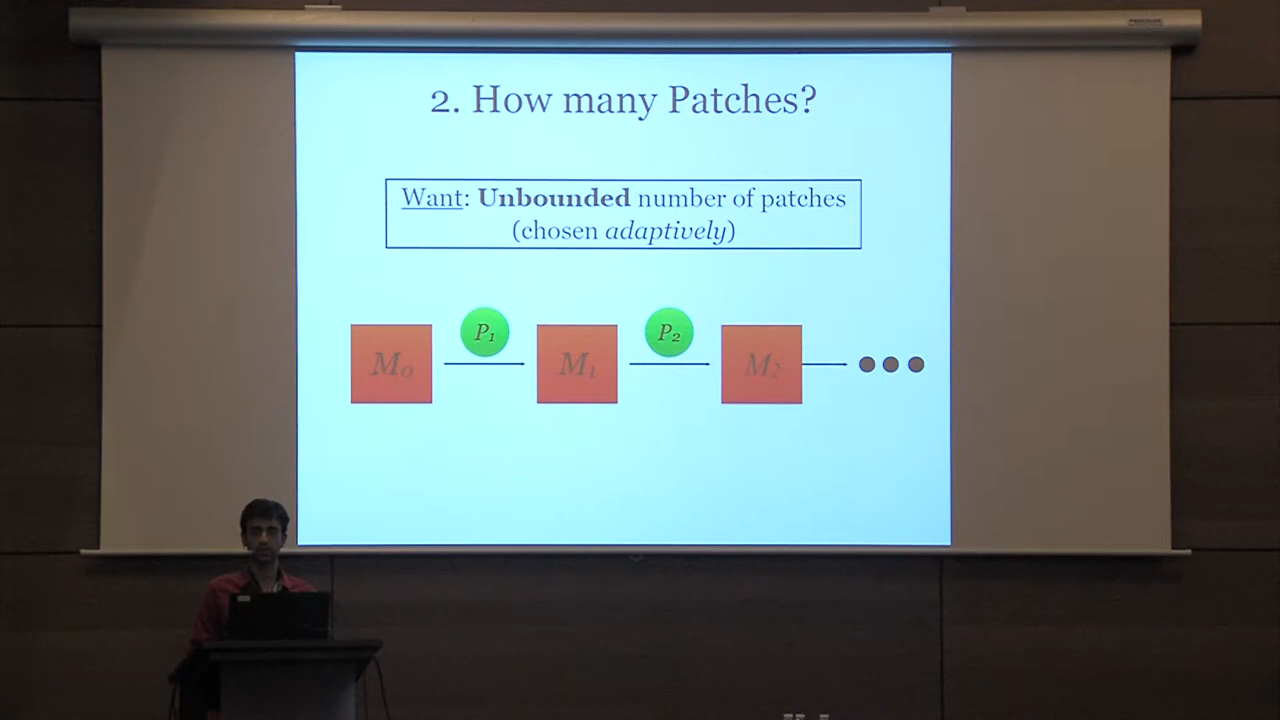 2. How many Patches?
Want: Unbounded number of patches
(chosen adaptively)
P₁ P₂
M₀ M₁ M₂